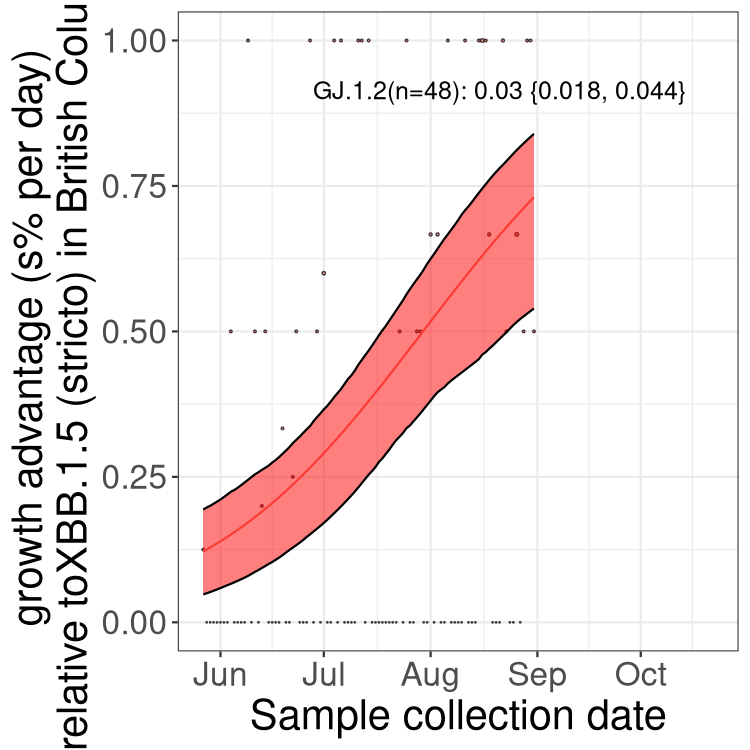 growth advantage (s% per day)
relative toXBB.1.5 (stricto) in British Colu
1.00
0.75
0.50
0.25
0.00
GJ.1.2(n=48): 0.03 {0.018, 0.044}
Jun Jul Aug Sep Oct
Sample collection date